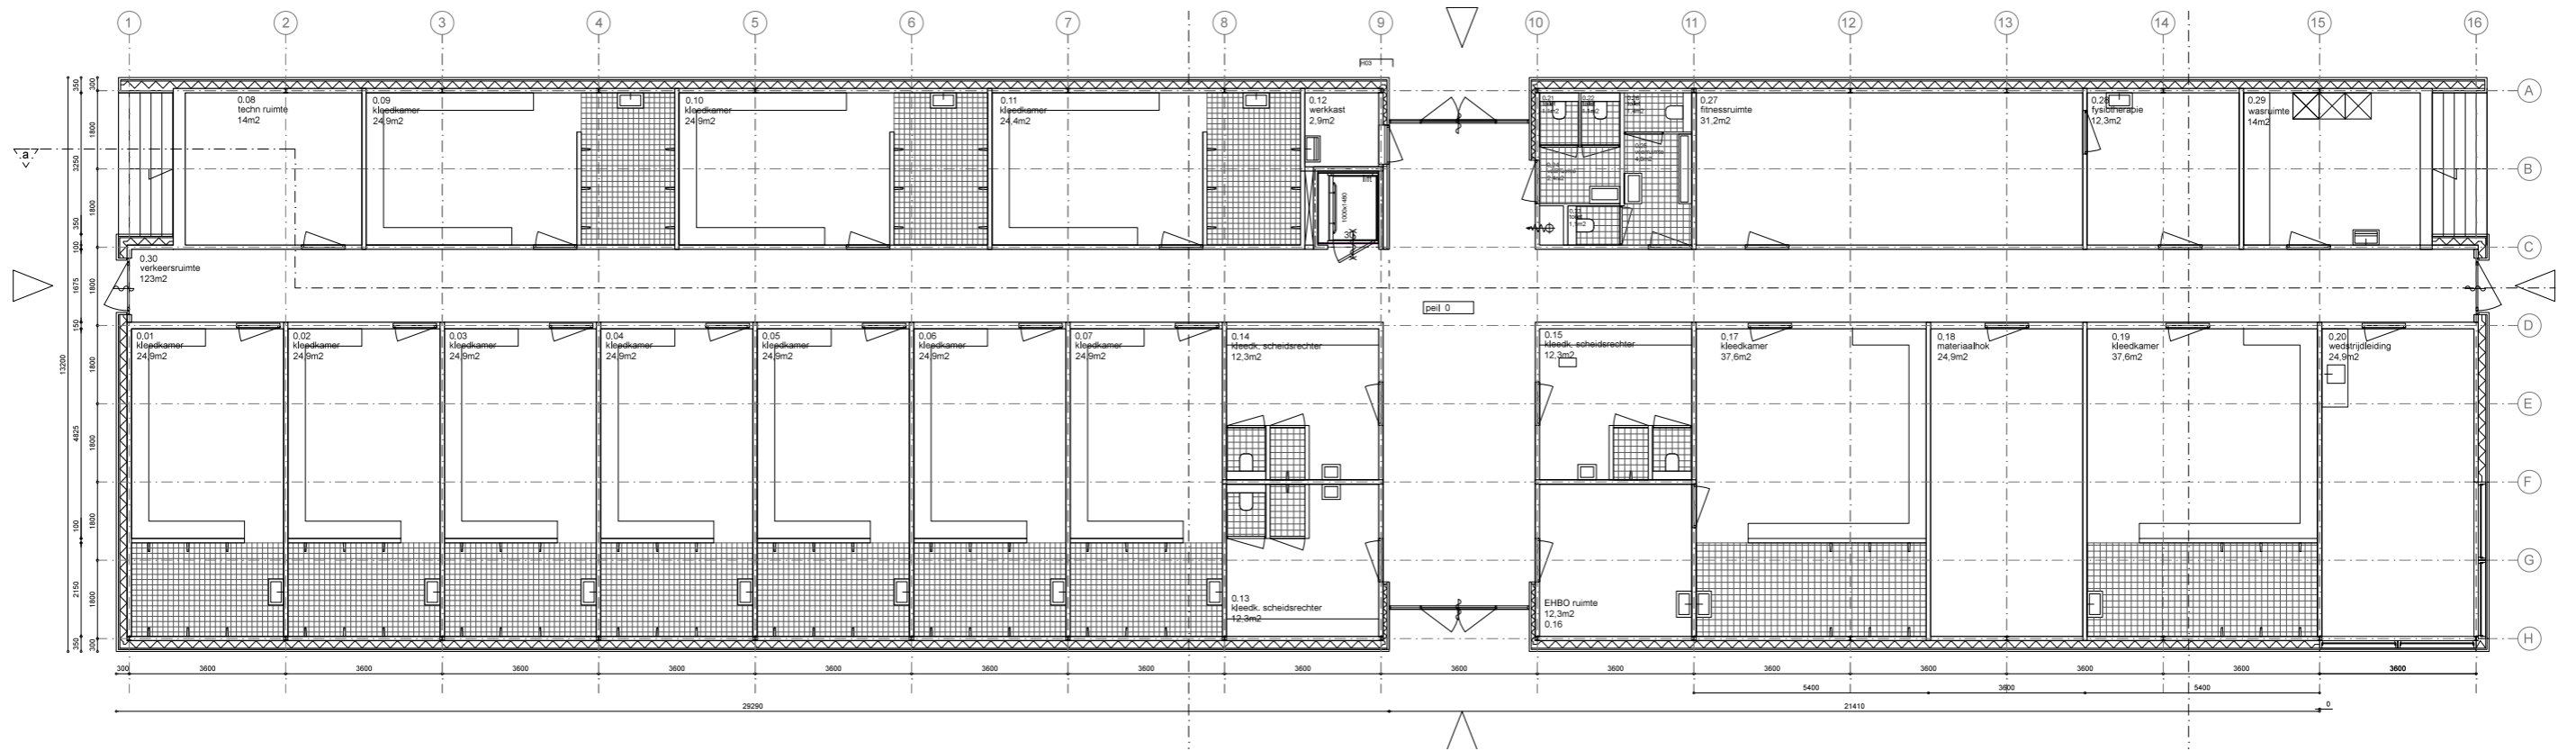 1 2 3 4 5 6 7 8 9 10 11 12 13 14 15 16
H03
350
300
A
1800
3250
B
1800
350
100
C
1675
1800
150
D
1800
13200
E
4825
1800
F
100
1800
G
2150
1800
350
300
H
.a.
0.08
techn ruimte
14m2
0.09
kleedkamer
24,9m2
0.10
kleedkamer
24,9m2
0.11
kleedkamer
24,4m2
0.12
werkkast
2,9m2
lift
1000x1400
0.27
fitnessruimte
31,2m2
0.28
fysiotherapie
12,3m2
0.29
wasruimte
14m2
0.30
verkeersruimte
123m2
peil 0
0.01
kleedkamer
24,9m2
0.02
kleedkamer
24,9m2
0.03
kleedkamer
24,9m2
0.04
kleedkamer
24,9m2
0.05
kleedkamer
24,9m2
0.06
kleedkamer
24,9m2
0.07
kleedkamer
24,9m2
0.14
kleedk. scheidsrechter
12,3m2
0.15
kleedk. scheidsrechter
12,3m2
0.17
kleedkamer
37,6m2
0.18
materiaalhok
24,9m2
0.19
kleedkamer
37,6m2
0.20
wedstrijdleiding
24,9m2
0.13
kleedk. scheidsrechter
12,3m2
EHBO ruimte
12,3m2
0.16
300 3600 3600 3600 3600 3600 3600 3600 3600 3600 3600 3600 3600 3600 3600 3600
5400 3600 5400
29290 21410 0